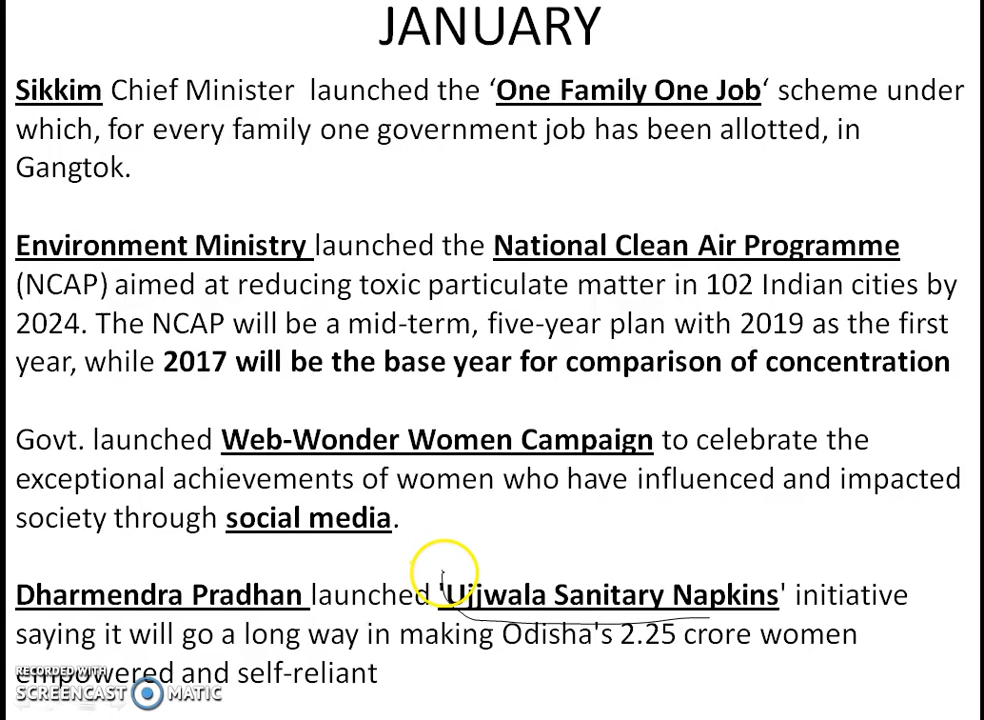 JANUARY
Sikkim Chief Minister launched the ‘One Family One Job‘ scheme under
which, for every family one government job has been allotted, in
Gangtok.
Environment Ministry launched the National Clean Air Programme
(NCAP) aimed at reducing toxic particulate matter in 102 Indian cities by
2024. The NCAP will be a mid-term, five-year plan with 2019 as the first
year, while 2017 will be the base year for comparison of concentration
Govt. launched Web-Wonder Women Campaign to celebrate the
exceptional achievements of women who have influenced and impacted
society through social media.
Dharmendra Pradhan launched 'Ujjwala Sanitary Napkins' initiative
saying it will go a long way in making Odisha's 2.25 crore women
empowered and self-reliant
RECORDED WITH
SCREENCAST MATIC